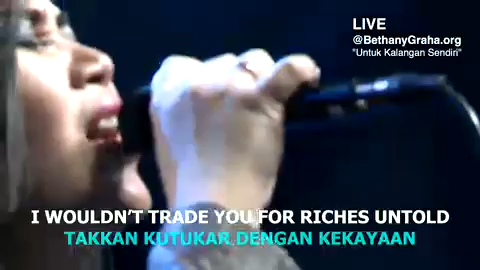 LIVE
@BethanyGraha.org
"Untuk Kalangan Sendiri"
I WOULDN'T TRADE YOU FOR RICHES UNTOLD
TAKKAN KUTUKAR DENGAN KEKAYAAN